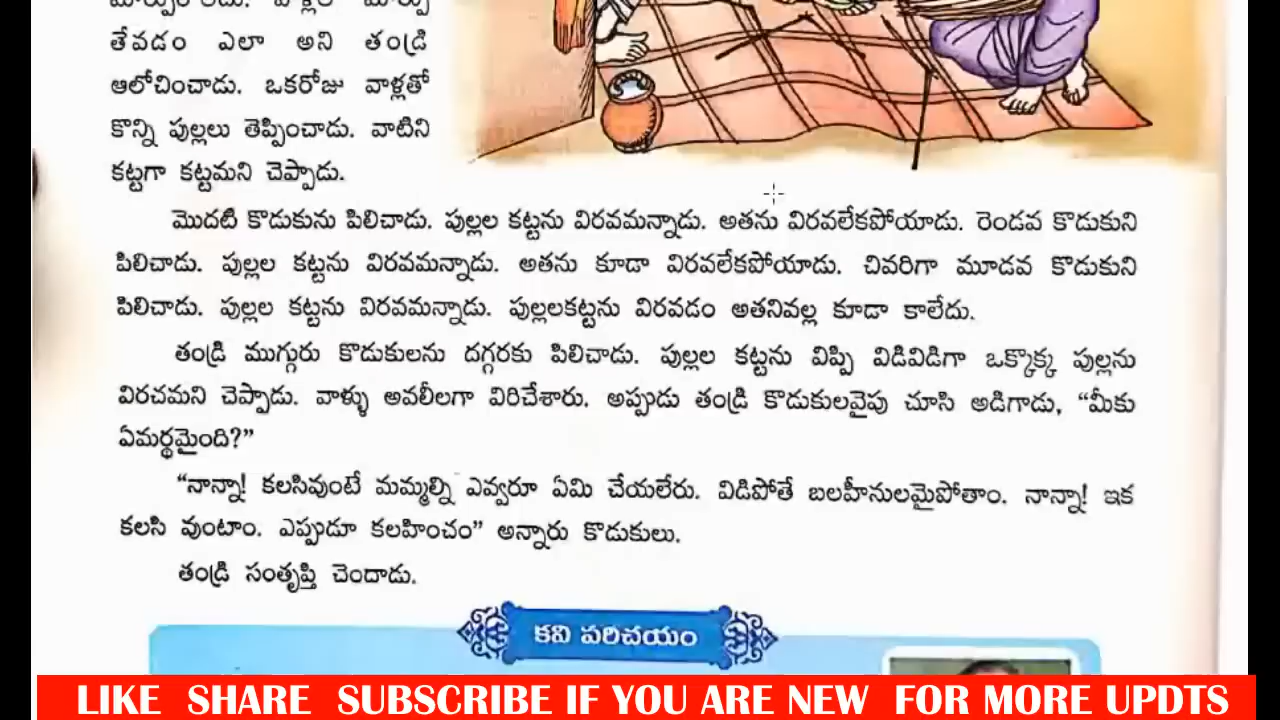 తేవడం ఎలా అని తండ్రి
ఆలోచించాడు. ఒకరోజు వాళ్లతో
కొన్ని పుల్లలు తెప్పించాడు. వాటిని
కట్టగా కట్టమని చెప్పాడు.
మొదటి కొడుకును పిలిచాడు. పుల్లల కట్టను విరవమన్నాడు. అతను విరవలేకపోయాడు. రెండవ కొడుకుని
పిలిచాడు. పుల్లల కట్టను విరవమన్నాడు. అతను కూడా విరవలేకపోయాడు. చివరిగా మూడవ కొడుకుని
పిలిచాడు. పుల్లల కట్టను విరవమన్నాడు. పుల్లలకట్టను విరవడం అతనివల్ల కూడా కాలేదు.
తండ్రి ముగ్గురు కొడుకులను దగ్గరకు పిలిచాడు. పుల్లల కట్టను విప్పి విడివిడిగా ఒక్కొక్క పుల్లను
విరచమని చెప్పాడు. వాళ్ళు అవలీలగా విరిచేశారు. అప్పుడు తండ్రి కొడుకులవైపు చూసి అడిగాడు, “మీకు
ఏమర్థమైంది?”
“నాన్నా! కలసివుంటే మమ్మల్ని ఎవ్వరూ ఏమి చేయలేరు. విడిపోతే బలహీనులమైపోతాం. నాన్నా! ఇక
కలసి వుంటాం. ఎప్పుడూ కలహించం” అన్నారు కొడుకులు.
తండ్రి సంతృప్తి చెందాడు.
కవి పరిచయం
LIKE SHARE SUBSCRIBE IF YOU ARE NEW FOR MORE UPDTS